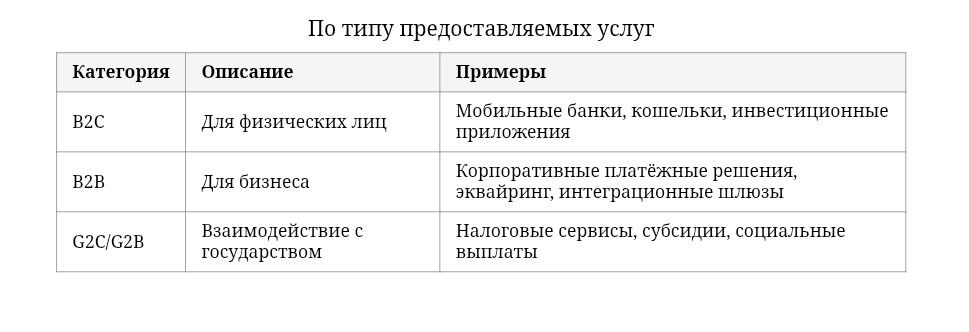 По типу предоставляемых услуг
Категория Описание Примеры
B2C Для физических лиц Мобильные банки, кошельки, инвестиционные
приложения
B2B Для бизнеса Корпоративные платёжные решения,
эквайринг, интеграционные шлюзы
G2C/G2B Взаимодействие с
государством Налоговые сервисы, субсидии, социальные
выплаты